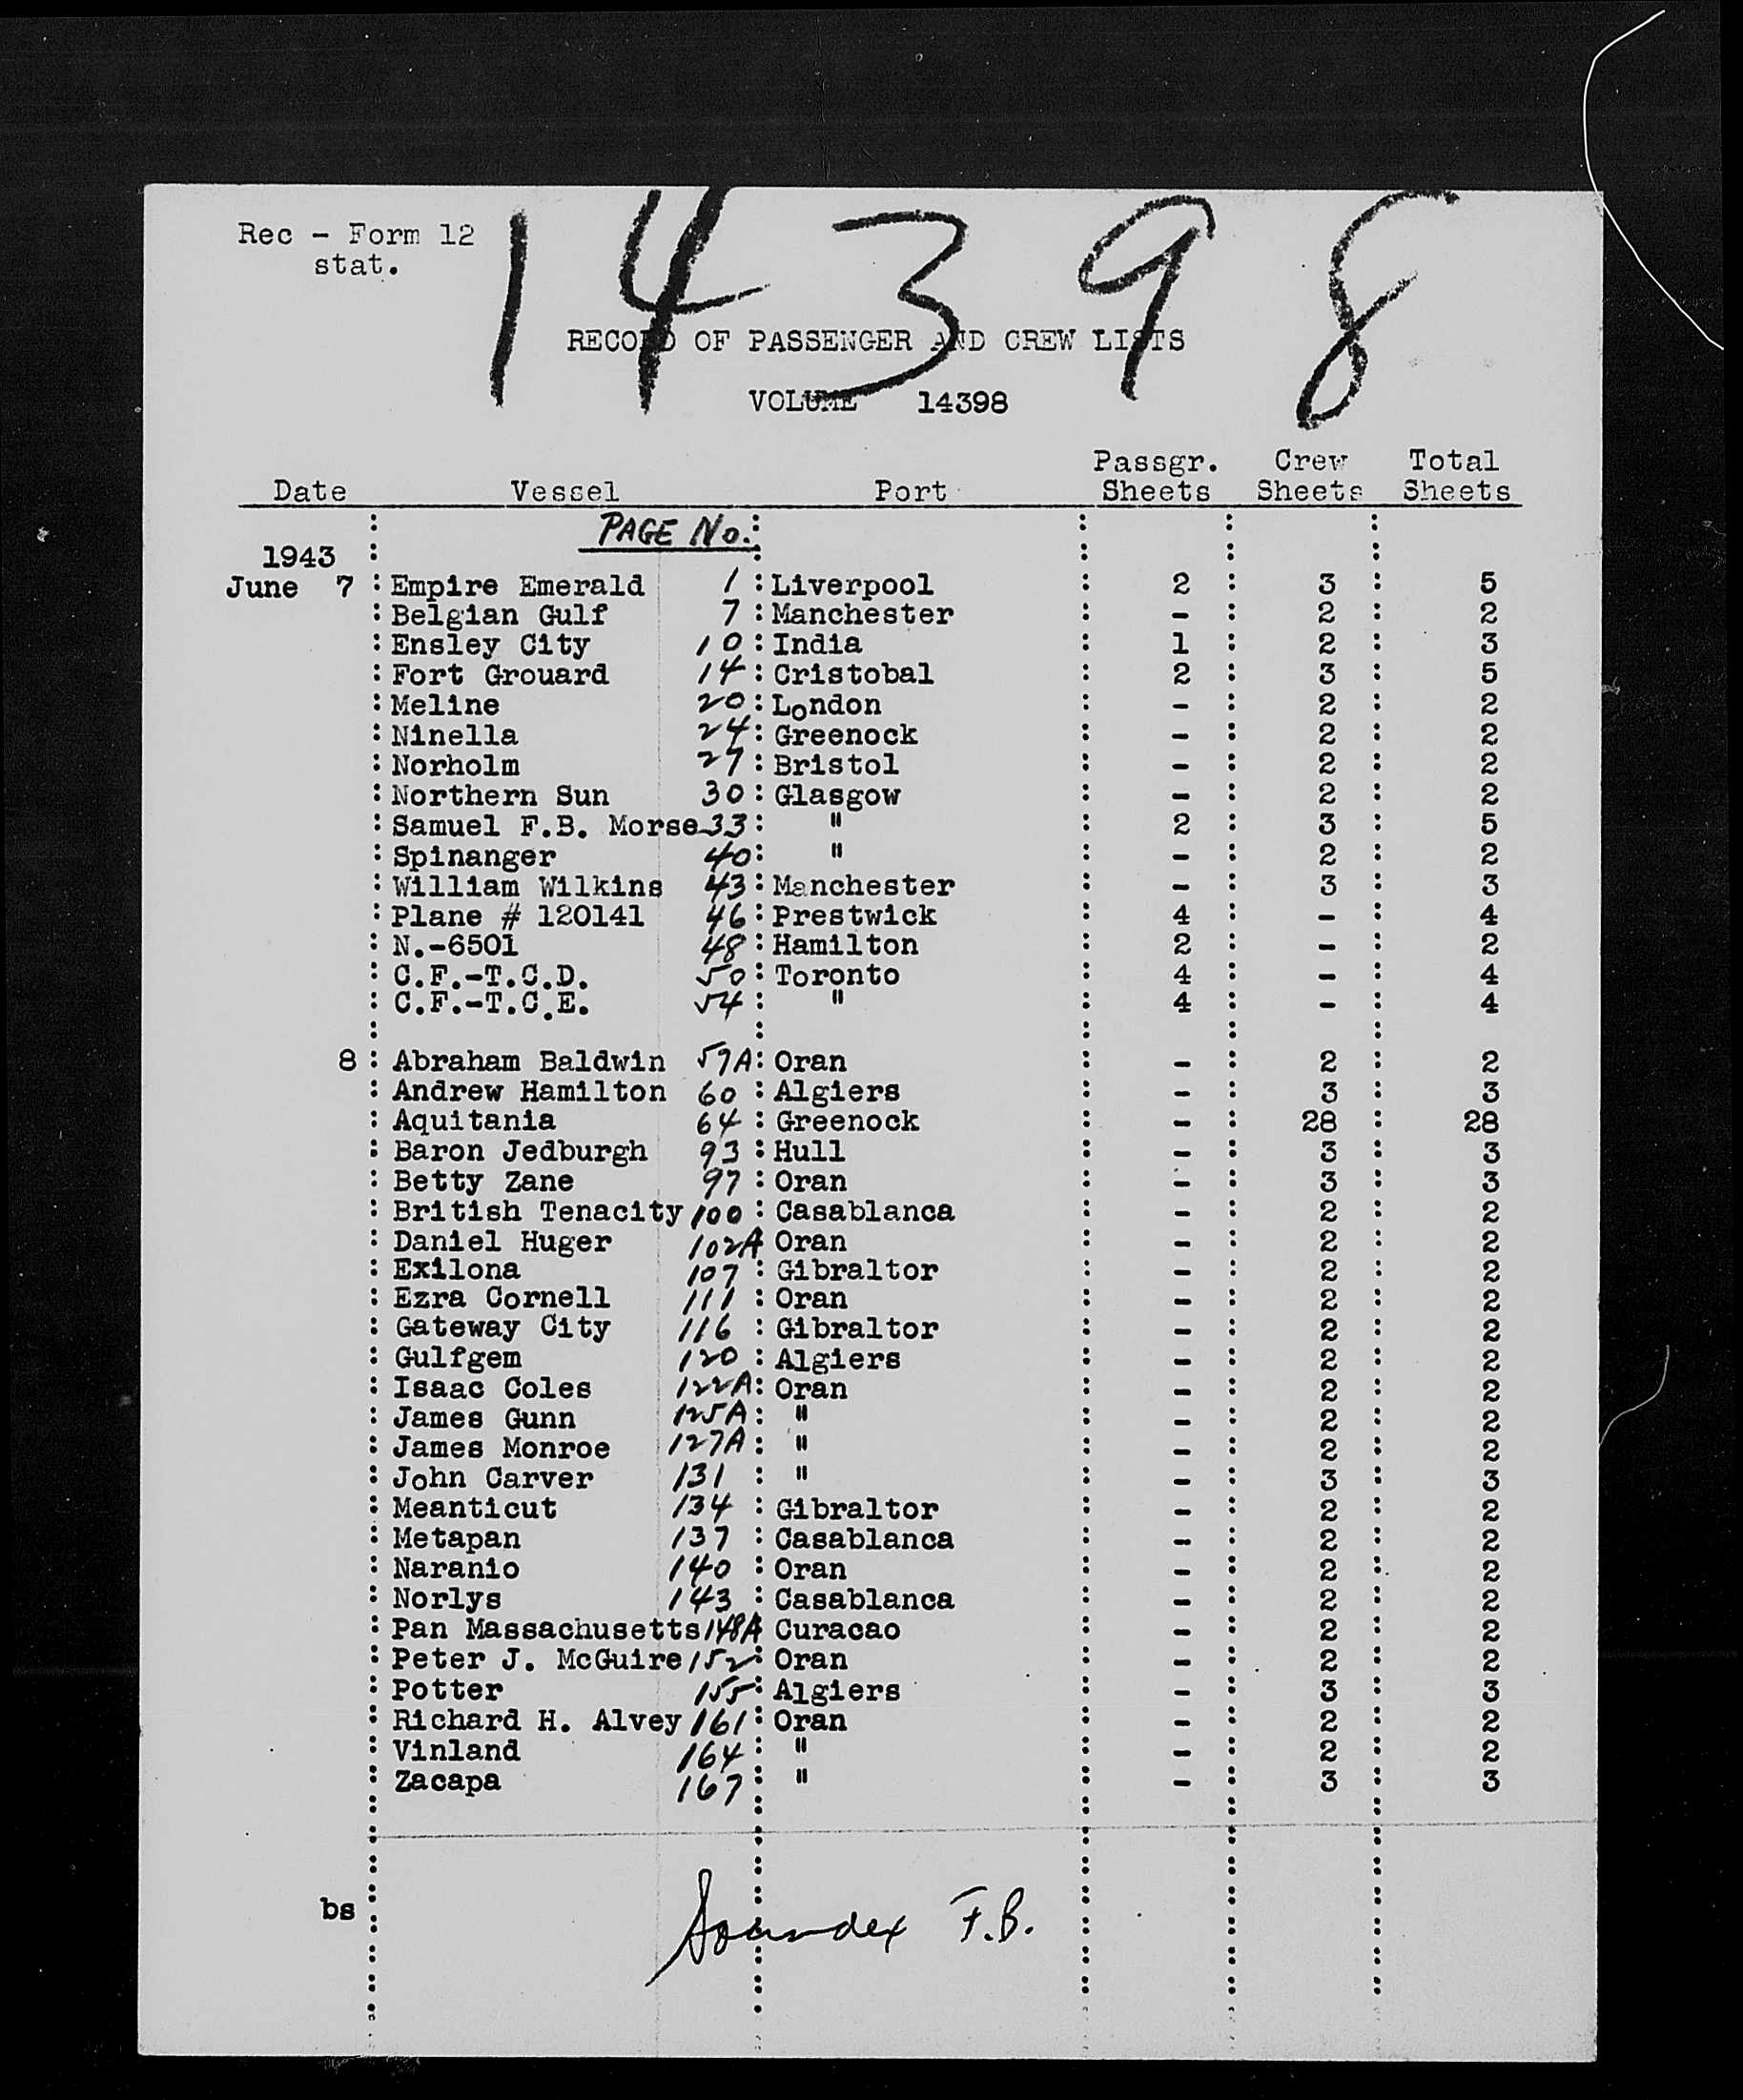 14398
Rec - Form 12
stat.
RECORD OF PASSENGER AND CREW LISTS
VOLUME 14398
Passgr. Crew Total
Date Vessel Port Sheets Sheets Sheets
PAGE No.
1943
June 7 : Empire Emerald 1 : Liverpool : 2 : 3 : 5
: Belgian Gulf 7 : Manchester : - : 2 : 2
: Ensley City 10 : India : 1 : 2 : 3
: Fort Grouard 14 : Cristobal : 2 : 3 : 5
: Meline 20 : London : - : 2 : 2
: Ninella 24 : Greenock : - : 2 : 2
: Norholm 27 : Bristol : - : 2 : 2
: Northern Sun 30 : Glasgow : - : 2 : 2
: Samuel F.B. Morse 33 : " : 2 : 3 : 5
: Spinanger 40 : " : - : 2 : 2
: William Wilkins 43 : Manchester : - : 3 : 3
: Plane # 120141 46 : Prestwick : 4 : - : 4
: N.-6501 48 : Hamilton : 2 : - : 2
: C.F.-T.C.D. 50 : Toronto : 4 : - : 4
: C.F.-T.C.E. 54 : " : 4 : - : 4
8 : Abraham Baldwin 57A : Oran : - : 2 : 2
: Andrew Hamilton 60 : Algiers : - : 3 : 3
: Aquitania 64 : Greenock : - : 28 : 28
: Baron Jedburgh 93 : Hull : - : 3 : 3
: Betty Zane 97 : Oran : - : 3 : 3
: British Tenacity 100 : Casablanca : - : 2 : 2
: Daniel Huger 102A Oran : - : 2 : 2
: Exilona 107 : Gibraltor : - : 2 : 2
: Ezra Cornell 111 : Oran : - : 2 : 2
: Gateway City 116 : Gibraltor : - : 2 : 2
: Gulfgem 120 : Algiers : - : 2 : 2
: Isaac Coles 122A : Oran : - : 2 : 2
: James Gunn 125A : " : - : 2 : 2
: James Monroe 127A : " : - : 2 : 2
: John Carver 131 : " : - : 3 : 3
: Meanticut 134 : Gibraltor : - : 2 : 2
: Metapan 137 : Casablanca : - : 2 : 2
: Naranio 140 : Oran : - : 2 : 2
: Norlys 143 : Casablanca : - : 2 : 2
: Pan Massachusetts 148A Curacao : - : 2 : 2
: Peter J. McGuire 152 : Oran : - : 2 : 2
: Potter 155 : Algiers : - : 3 : 3
: Richard H. Alvey 161 : Oran : - : 2 : 2
: Vinland 164 : " : - : 2 : 2
: Zacapa 167 : " : - : 3 : 3
bs
Soundex F.B.